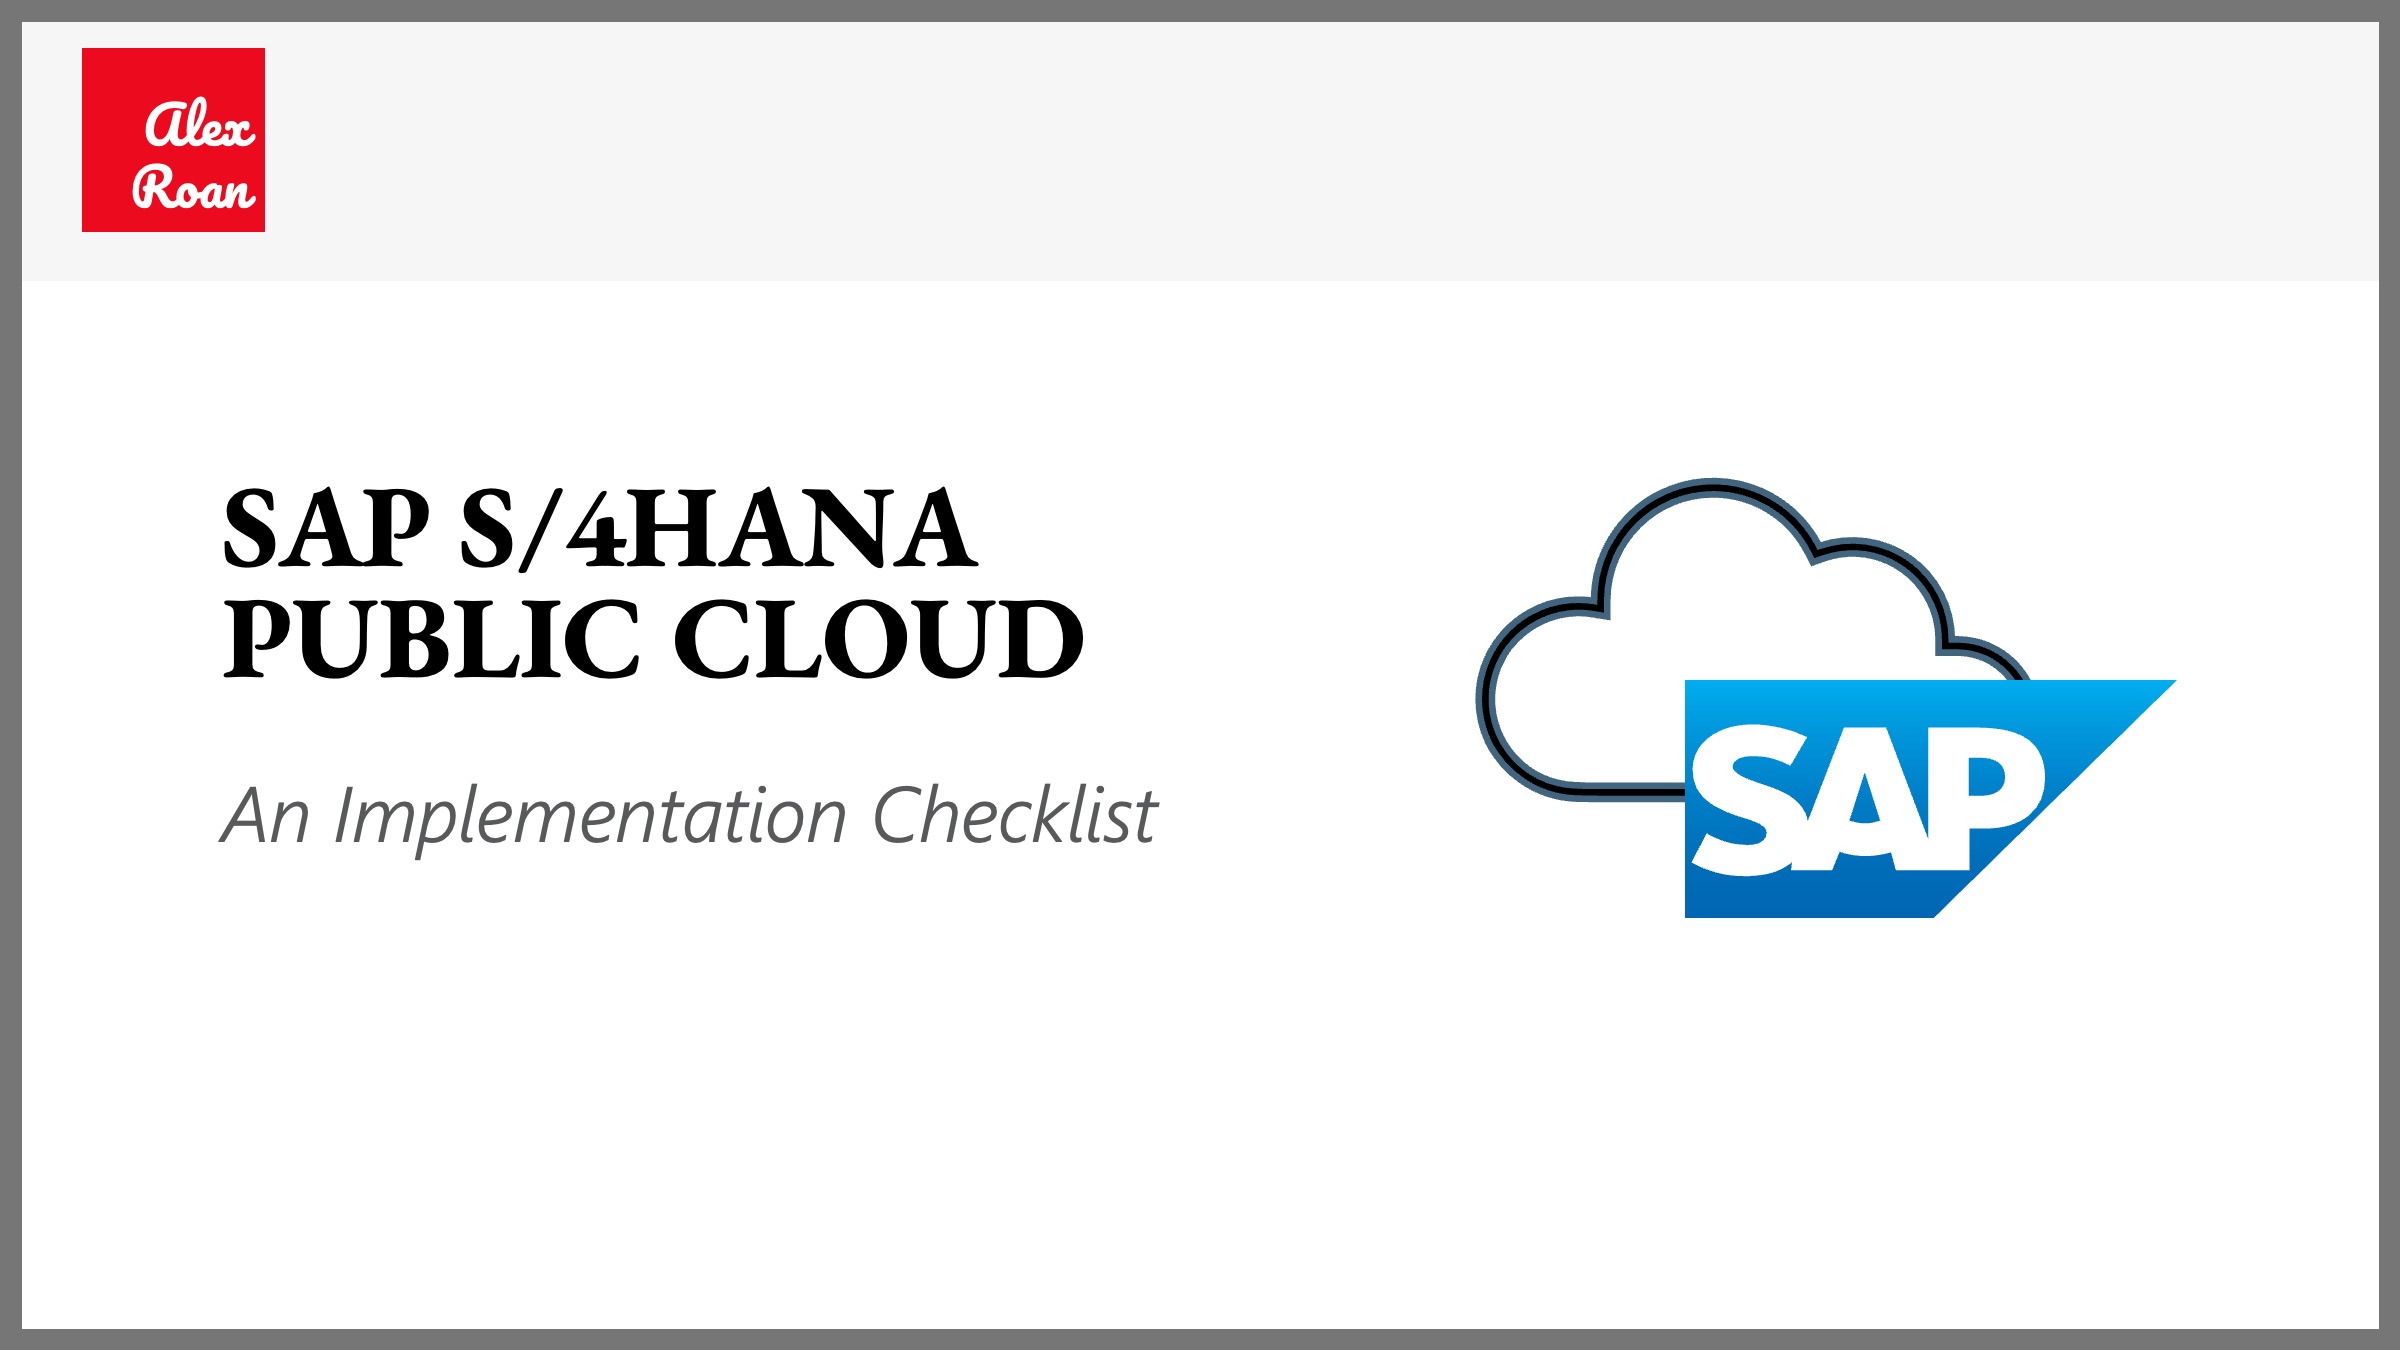 Alex
Roan
SAP S/4HANA
PUBLIC CLOUD
An Implementation Checklist
SAP